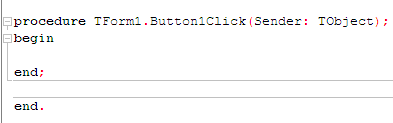 procedure TForm1.Button1Click(Sender: TObject);
begin
end;
end.